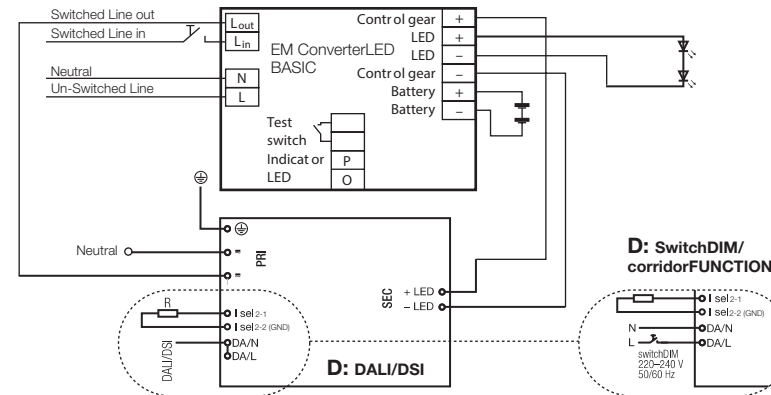 Switched Line out
Switched Line in
Neutral
Un-Switched Line
Lout
Lin
N
L
EM ConverterLED
BASIC
Control gear +
LED +
LED –
Control gear –
Battery +
Battery –
Test
switch
Indicator P
LED O
Neutral
PRI
SEC
+ LED
– LED
R
I sel 2-1
I sel 2-2 (GND)
DA/N
DA/L
DALI/DSI
D: DALI/DSI
D: SwitchDIM/
corridorFUNCTION
I sel 2-1
I sel 2-2 (GND)
N DA/N
L DA/L
switchDIM
220–240 V
50/60 Hz